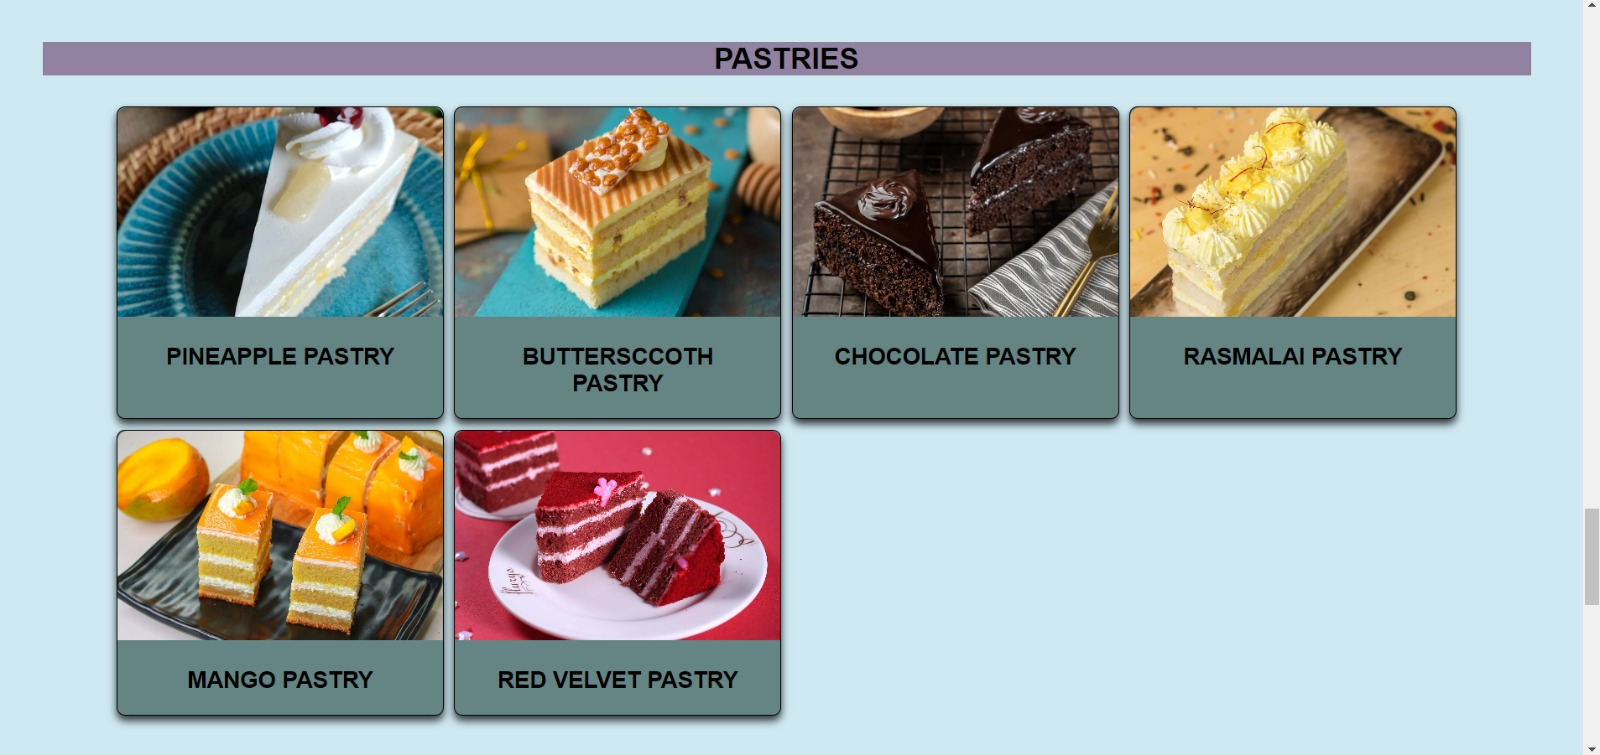 PASTRIES
PINEAPPLE PASTRY
BUTTERSCCOTH
PASTRY
CHOCOLATE PASTRY
RASMALAI PASTRY
MANGO PASTRY
RED VELVET PASTRY